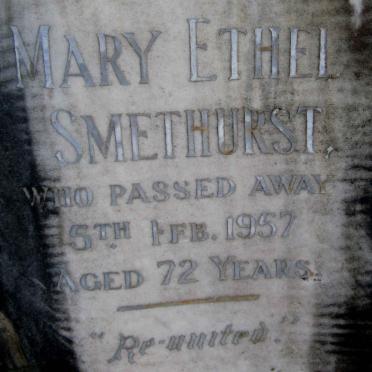 MARY ETHEL
SMETHURST,
WHO PASSED AWAY
5TH FEB. 1957
AGED 72 YEARS.
"Re-united."